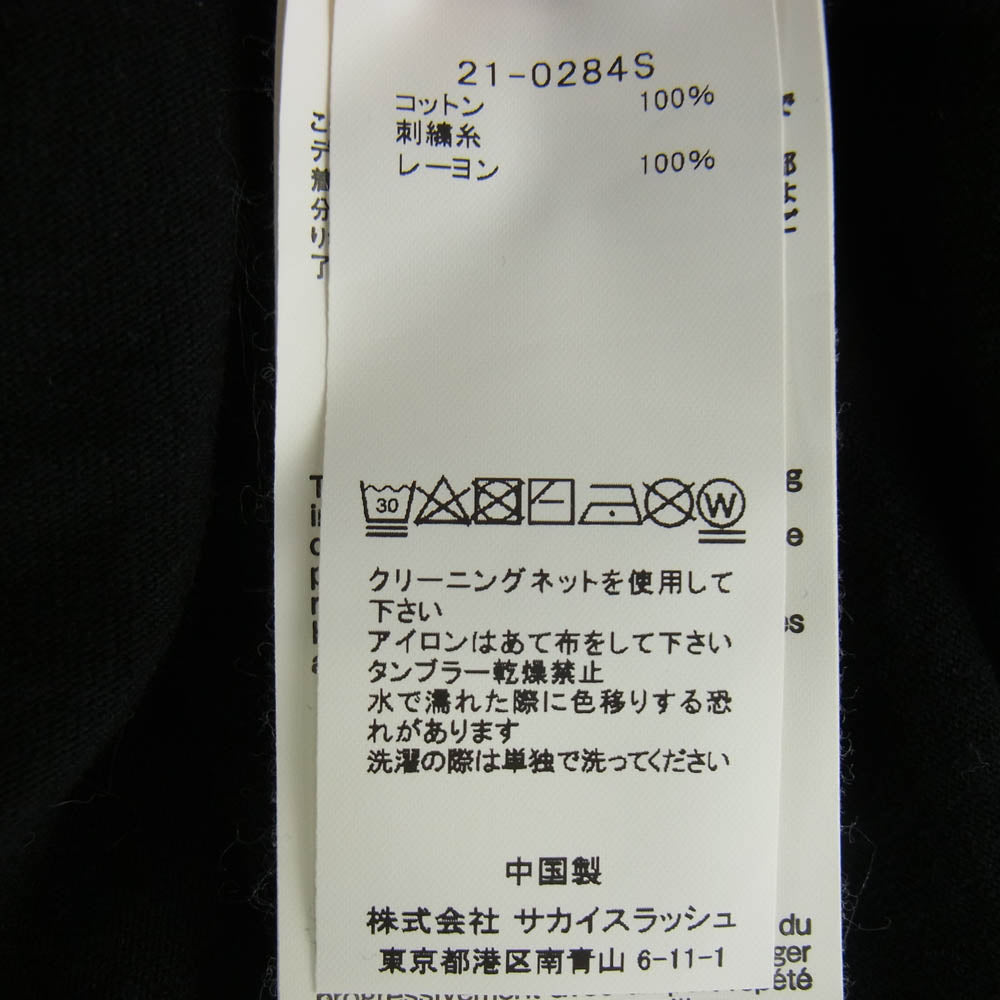 21-0284S
コットン 100%
刺繍糸
レーヨン 100%
30
W
クリーニングネットを使用して
下さい
アイロンはあて布をして下さい
タンブラー乾燥禁止
水で濡れた際に色移りする恐
れがあります
洗濯の際は単独で洗ってください
中国製
株式会社 サカイスラッシュ
東京都港区南青山 6-11-1
du